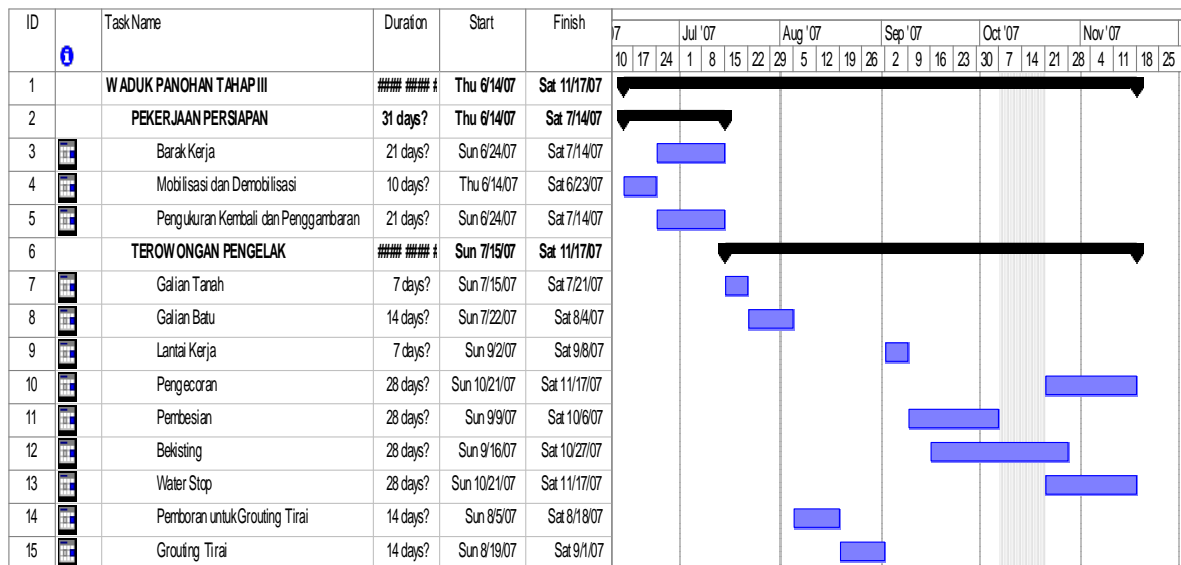 ID Task Name Duration Start Finish
7 Jul '07 Aug '07 Sep '07 Oct '07 Nov '07
10 17 24 1 8 15 22 29 5 12 19 26 2 9 16 23 30 7 14 21 28 4 11 18 25
1 WADUK PANOHAN TAHAP III #### #### # Thu 6/14/07 Sat 11/17/07
2 PEKERJAAN PERSIAPAN 31 days? Thu 6/14/07 Sat 7/14/07
3 Barak Kerja 21 days? Sun 6/24/07 Sat 7/14/07
4 Mobilisasi dan Demobilisasi 10 days? Thu 6/14/07 Sat 6/23/07
5 Pengukuran Kembali dan Penggambaran 21 days? Sun 6/24/07 Sat 7/14/07
6 TEROWONGAN PENGELAK #### #### # Sun 7/15/07 Sat 11/17/07
7 Galian Tanah 7 days? Sun 7/15/07 Sat 7/21/07
8 Galian Batu 14 days? Sun 7/22/07 Sat 8/4/07
9 Lantai Kerja 7 days? Sun 9/2/07 Sat 9/8/07
10 Pengecoran 28 days? Sun 10/21/07 Sat 11/17/07
11 Pembesian 28 days? Sun 9/9/07 Sat 10/6/07
12 Bekisting 28 days? Sun 9/16/07 Sat 10/27/07
13 Water Stop 28 days? Sun 10/21/07 Sat 11/17/07
14 Pemboran untuk Grouting Tirai 14 days? Sun 8/5/07 Sat 8/18/07
15 Grouting Tirai 14 days? Sun 8/19/07 Sat 9/1/07